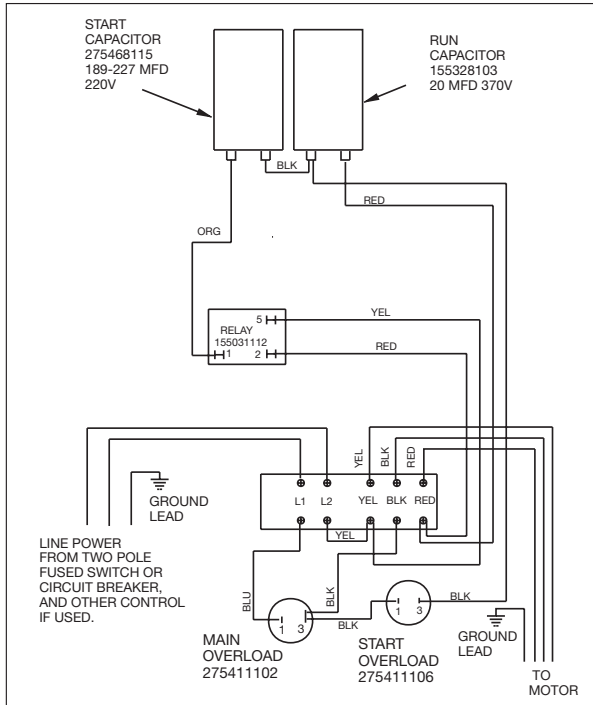 START
CAPACITOR
275468115
189-227 MFD
220V
RUN
CAPACITOR
155328103
20 MFD 370V
BLK
RED
ORG
YEL
5
RELAY
155031112
1
2
RED
YEL
BLK
RED
GROUND
LEAD
L1
L2
YEL
BLK
RED
YEL
LINE POWER
FROM TWO POLE
FUSED SWITCH OR
CIRCUIT BREAKER,
AND OTHER CONTROL
IF USED.
BLU
BLK
1
3
BLK
1
3
BLK
MAIN
OVERLOAD
275411102
START
OVERLOAD
275411106
GROUND
LEAD
TO
MOTOR